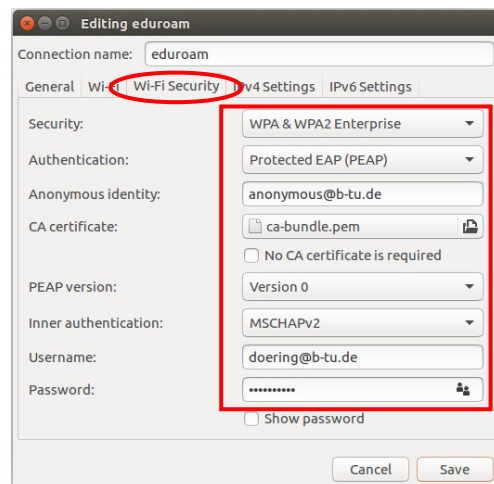 Editing eduroam
Connection name: eduroam
General Wi-Fi Wi-Fi Security IPv4 Settings IPv6 Settings
Security: WPA & WPA2 Enterprise
Authentication: Protected EAP (PEAP)
Anonymous identity: anonymous@b-tu.de
CA certificate: ca-bundle.pem
No CA certificate is required
PEAP version: Version 0
Inner authentication: MSCHAPv2
Username: doering@b-tu.de
Password: ••••••••••
Show password
Cancel Save